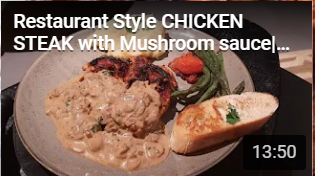 Restaurant Style CHICKEN
STEAK with Mushroom sauce|...
13:50